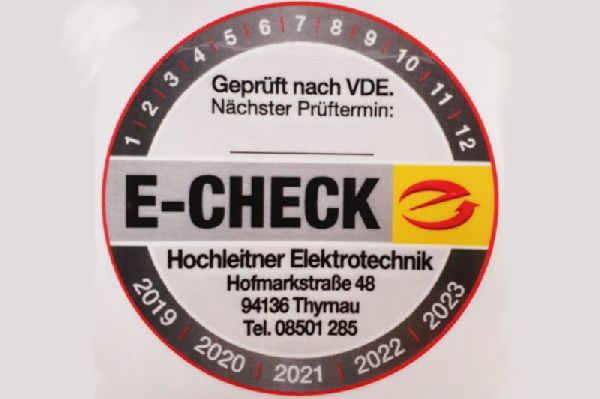 1 | 2 | 3 | 4 | 5 | 6 | 7 | 8 | 9 | 10 | 11 | 12
Geprüft nach VDE.
Nächster Prüftermin:
E-CHECK
Hochleitner Elektrotechnik
Hofmarkstraße 48
94136 Thyrnau
Tel. 08501 285
2019 | 2020 | 2021 | 2022 | 2023